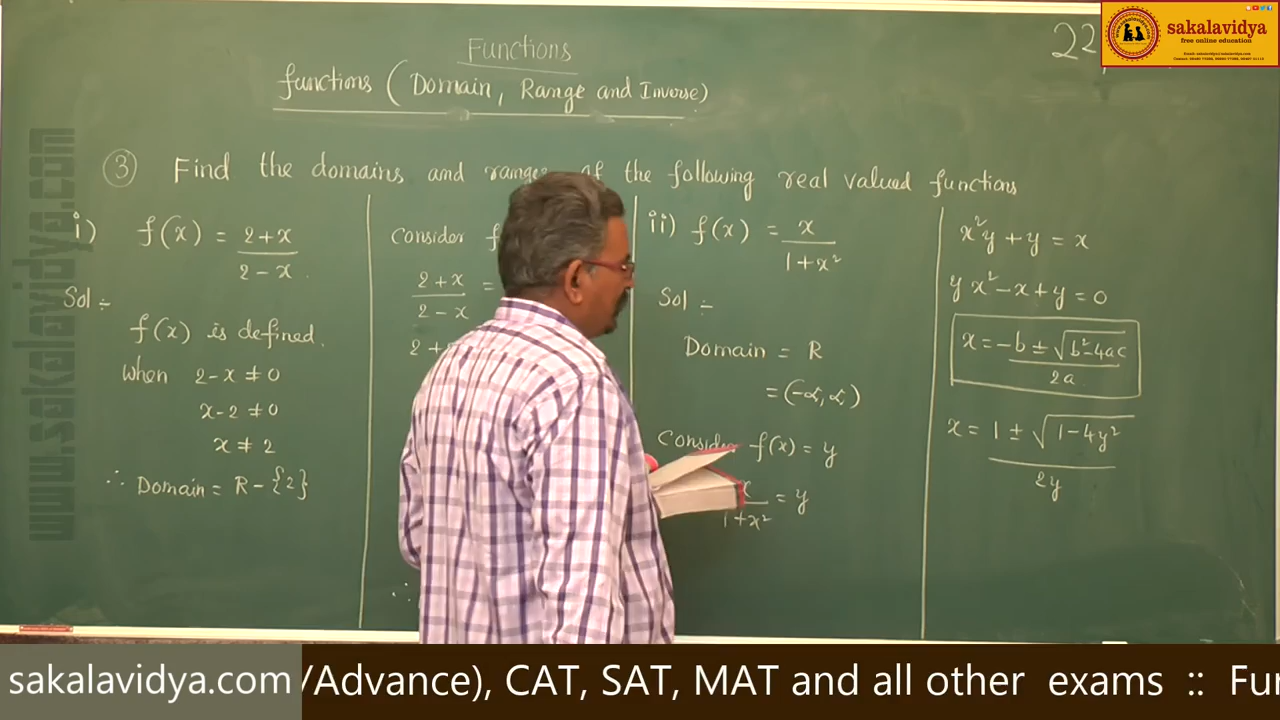 Functions
functions (Domain, Range and Inverse)
22
sakalavidya
free online education
www.sakalavidya.com
③ Find the domains and ranges of the following real valued functions
i) f(x) = 2+x / 2-x
Sol ÷
f(x) is defined.
When 2-x ≠ 0
x-2 ≠ 0
x ≠ 2
∴ Domain = R - {2}
Consider f
2+x / 2-x =
2+
∴
ii) f(x) = x / 1+x²
Sol ÷
Domain = R
= (-∝, ∝)
Consider f(x) = y
x / 1+x² = y
x²y + y = x
y x² - x + y = 0
x = -b ± √b²-4ac / 2a
x = 1 ± √1-4y² / 2y
sakalavidya.com /Advance), CAT, SAT, MAT and all other exams :: Fur